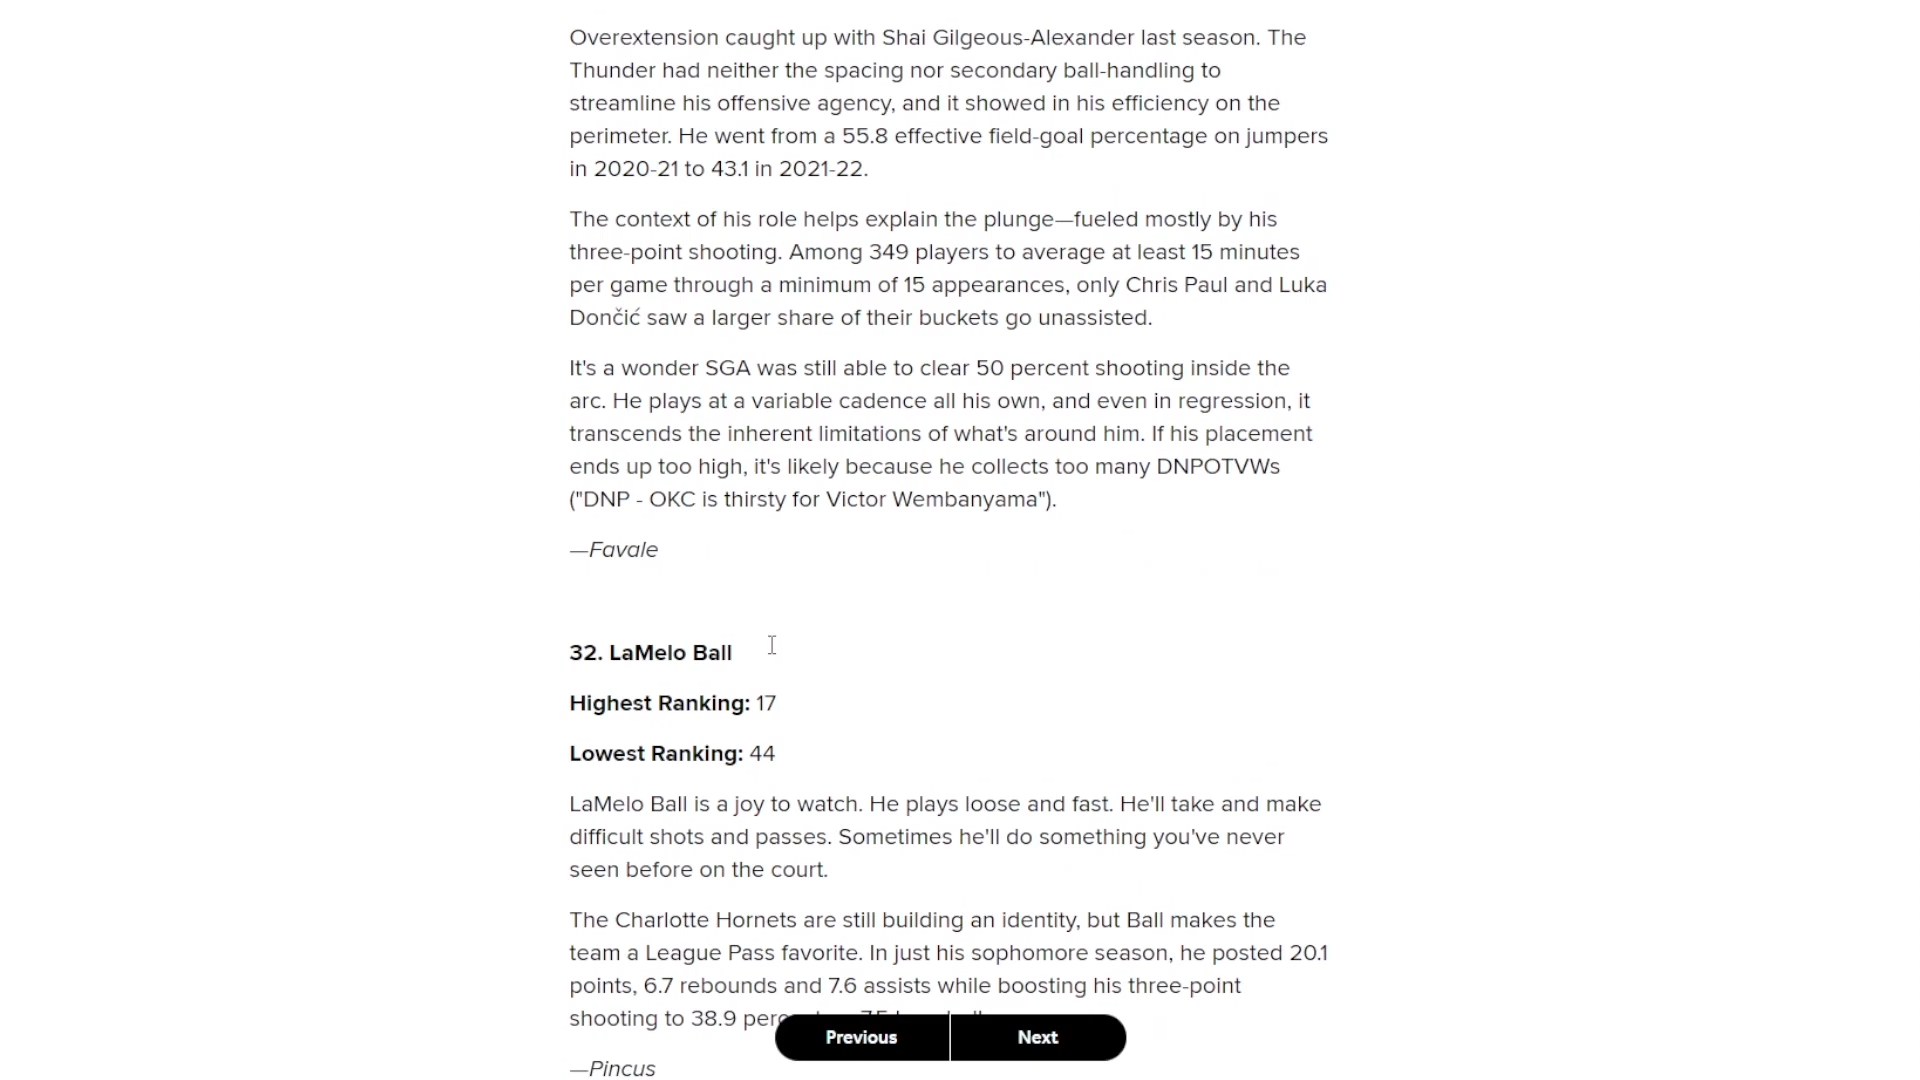 Overextension caught up with Shai Gilgeous-Alexander last season. The
Thunder had neither the spacing nor secondary ball-handling to
streamline his offensive agency, and it showed in his efficiency on the
perimeter. He went from a 55.8 effective field-goal percentage on jumpers
in 2020-21 to 43.1 in 2021-22.
The context of his role helps explain the plunge—fueled mostly by his
three-point shooting. Among 349 players to average at least 15 minutes
per game through a minimum of 15 appearances, only Chris Paul and Luka
Dončić saw a larger share of their buckets go unassisted.
It's a wonder SGA was still able to clear 50 percent shooting inside the
arc. He plays at a variable cadence all his own, and even in regression, it
transcends the inherent limitations of what's around him. If his placement
ends up too high, it's likely because he collects too many DNPOTVWs
("DNP - OKC is thirsty for Victor Wembanyama").
—Favale
32. LaMelo Ball
Highest Ranking: 17
Lowest Ranking: 44
LaMelo Ball is a joy to watch. He plays loose and fast. He'll take and make
difficult shots and passes. Sometimes he'll do something you've never
seen before on the court.
The Charlotte Hornets are still building an identity, but Ball makes the
team a League Pass favorite. In just his sophomore season, he posted 20.1
points, 6.7 rebounds and 7.6 assists while boosting his three-point
shooting to 38.9
Previous
Next
—Pincus